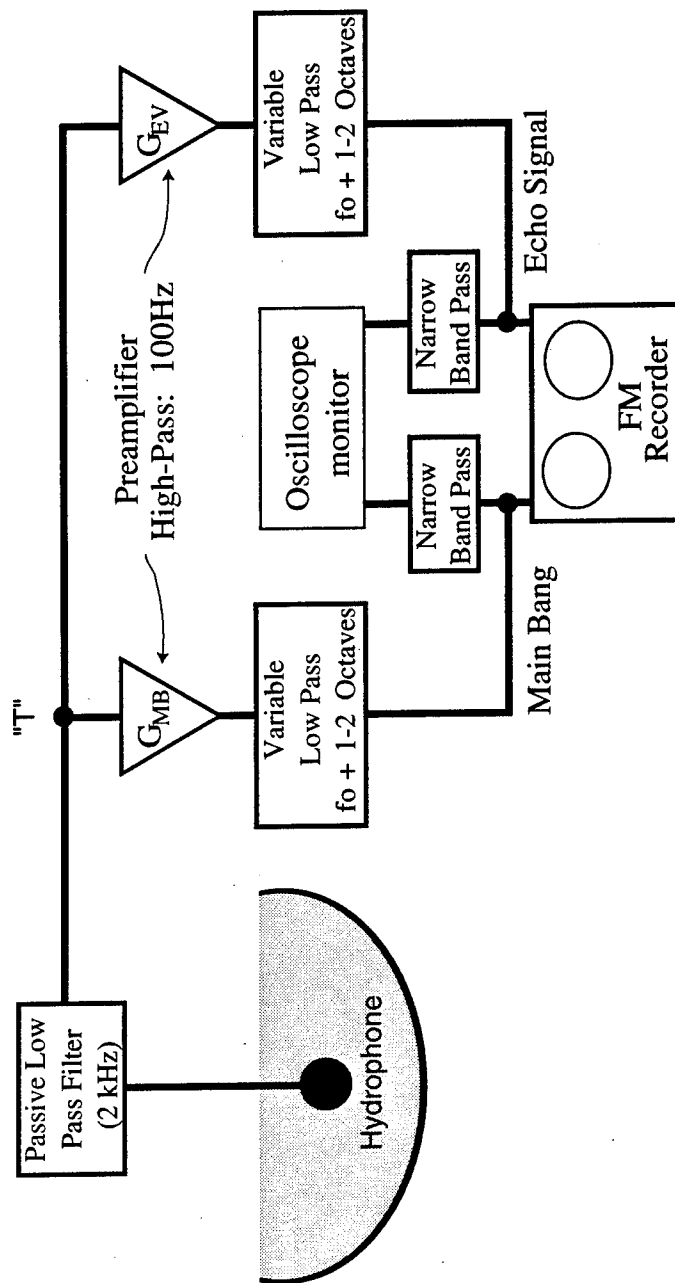 Passive Low
Pass Filter
(2 kHz)
"T"
Hydrophone
Preamplifier
High-Pass: 100Hz
GMB
GEV
Variable
Low Pass
fo + 1-2 Octaves
Variable
Low Pass
fo + 1-2 Octaves
Oscilloscope
monitor
Narrow
Band Pass
Narrow
Band Pass
Main Bang
Echo Signal
FM
Recorder